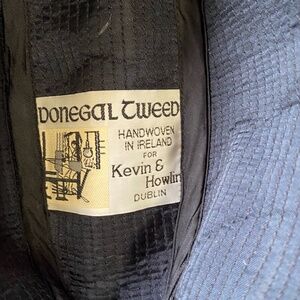 DONEGAL TWEED
HANDWOVEN
IN IRELAND
FOR
Kevin &
Howlin
DUBLIN